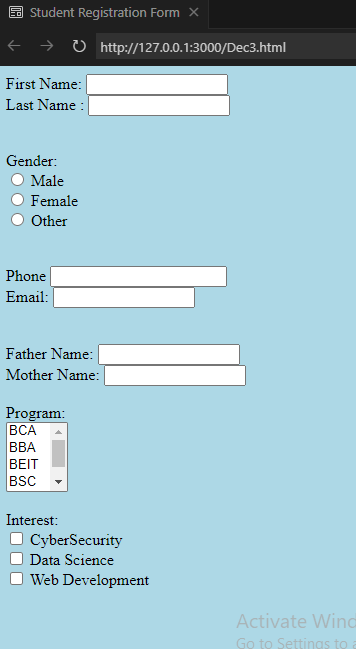 Student Registration Form
http://127.0.0.1:3000/Dec3.html
First Name:
Last Name :
Gender:
Male
Female
Other
Phone
Email:
Father Name:
Mother Name:
Program:
BCA
BBA
BEIT
BSC
Interest:
CyberSecurity
Data Science
Web Development
Activate Wind
Go to Settings to a